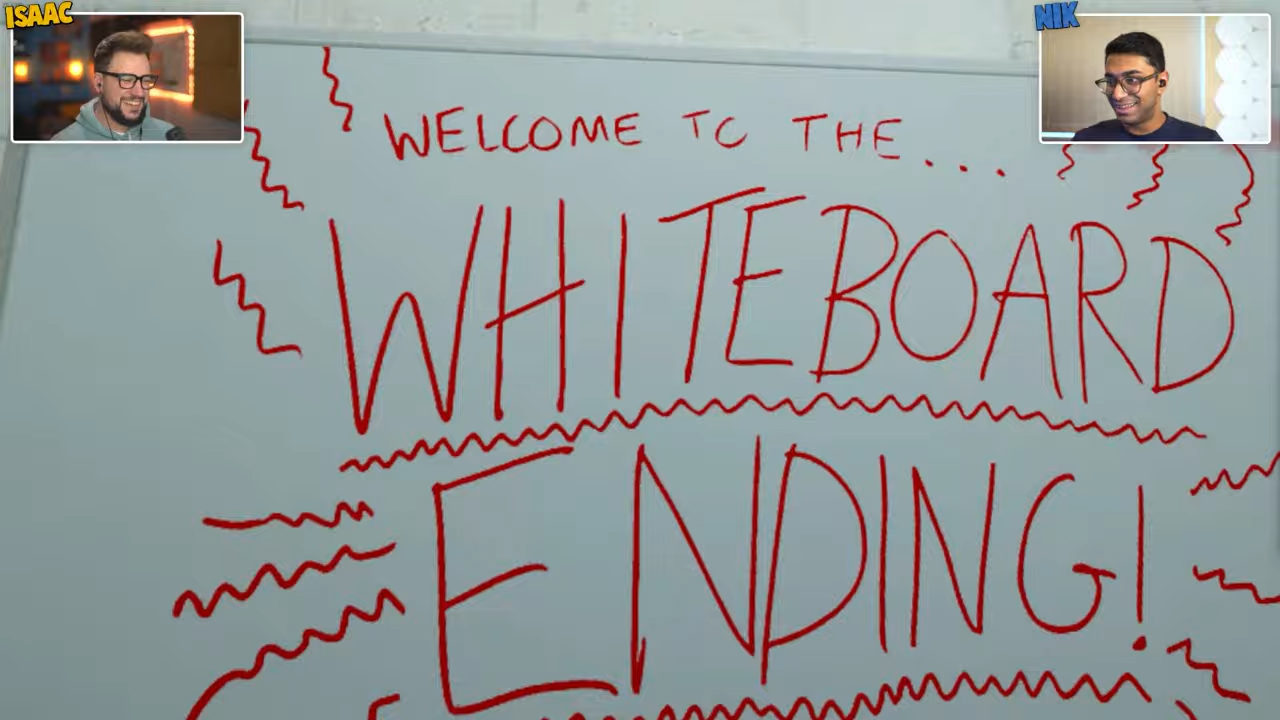 ISAAC
NIK
WELCOME TO THE...
WHITEBOARD
ENDING!